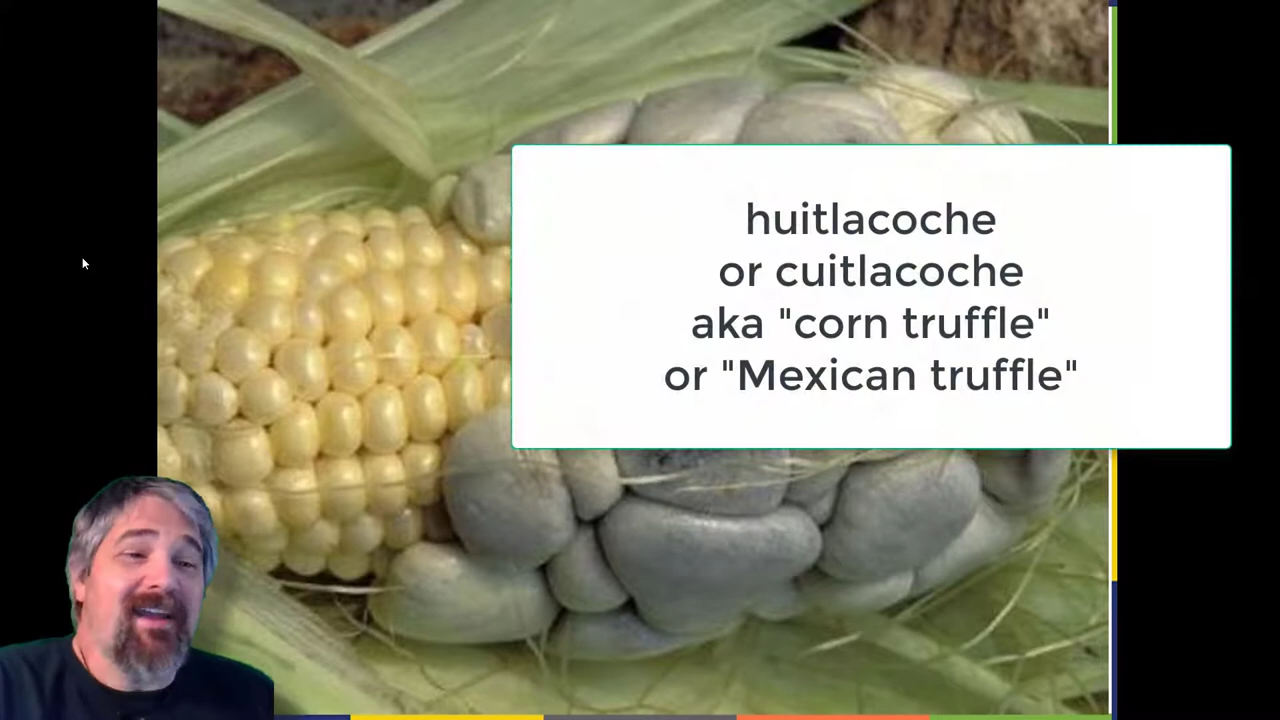 huitlacoche
or cuitlacoche
aka "corn truffle"
or "Mexican truffle"